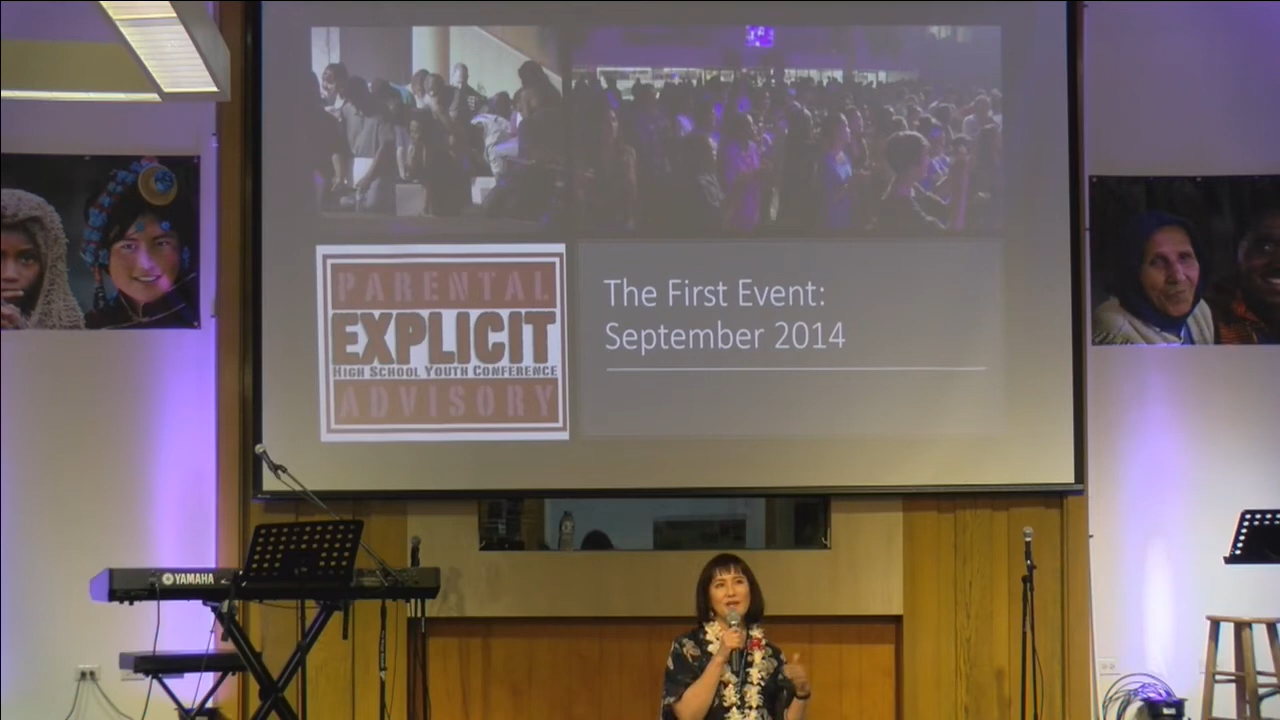 PARENTAL
EXPLICIT
HIGH SCHOOL YOUTH CONFERENCE
ADVISORY
The First Event:
September 2014
YAMAHA